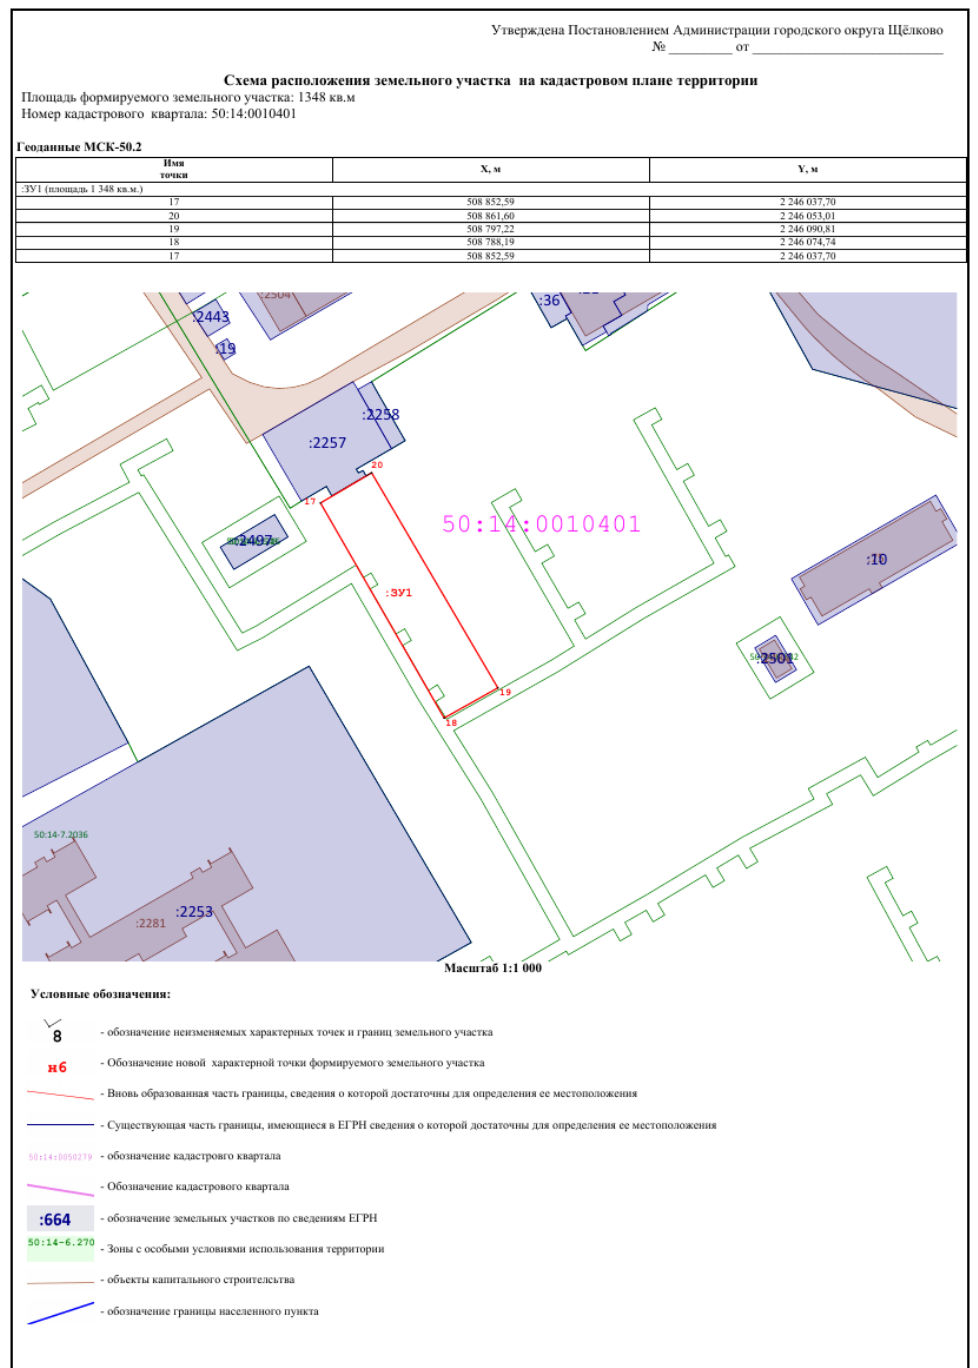 Утверждена Постановлением Администрации городского округа Щёлково
№ __________ от ______________________________
Схема расположения земельного участка на кадастровом плане территории
Площадь формируемого земельного участка: 1348 кв.м
Номер кадастрового квартала: 50:14:0010401
Геоданные МСК-50.2
Имя точки X, м Y, м
:ЗУ1 (площадь 1 348 кв.м.)
17 508 852,59 2 246 037,70
20 508 861,60 2 246 053,01
19 508 797,22 2 246 090,81
18 508 788,19 2 246 074,74
17 508 852,59 2 246 037,70
:2504
:36
:2443
:19
:2258
:2257
20
17
50:14:0010401
:2497
:10
:ЗУ1
:2501
19
18
50:14-7.2036
:2253
:2281
Масштаб 1:1 000
Условные обозначения:
8 - обозначение неизменяемых характерных точек и границ земельного участка
н6 - Обозначение новой характерной точки формируемого земельного участка
- Вновь образованная часть границы, сведения о которой достаточны для определения ее местоположения
- Существующая часть границы, имеющиеся в ЕГРН сведения о которой достаточны для определения ее местоположения
50:14:0050279 - обозначение кадастровго квартала
- Обозначение кадастрового квартала
:664 - обозначение земельных участков по сведениям ЕГРН
50:14-6.270 - Зоны с особыми условиями использования территории
- объекты капитального строителсьтва
- обозначение границы населенного пункта